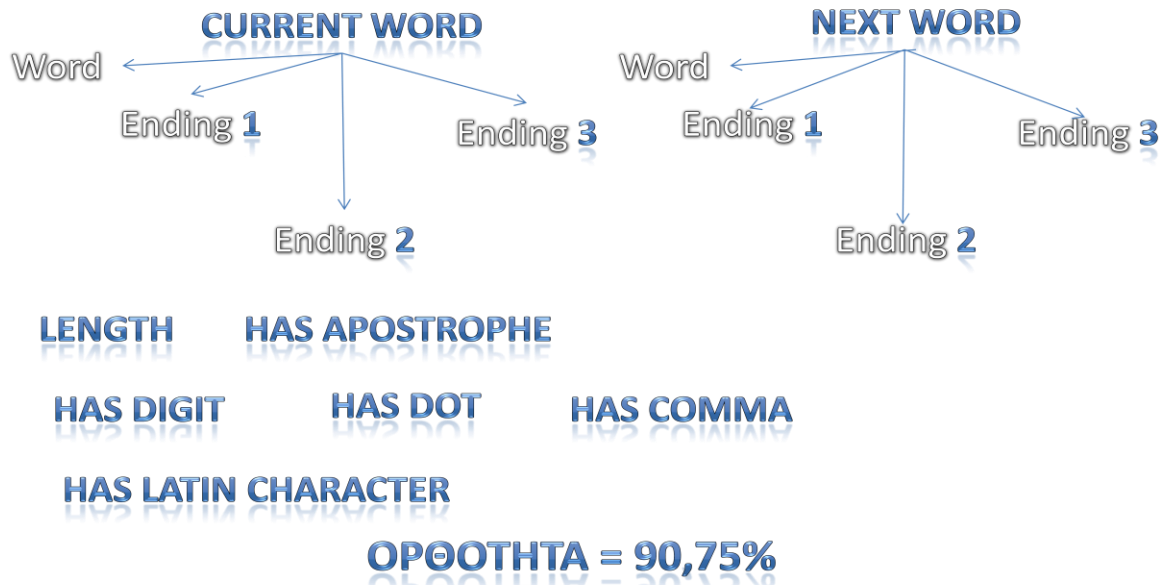 CURRENT WORD
NEXT WORD
Word
Word
Ending 1
Ending 3
Ending 1
Ending 3
Ending 2
Ending 2
LENGTH
HAS APOSTROPHE
HAS DIGIT
HAS DOT
HAS COMMA
HAS LATIN CHARACTER
ΟΡΘΟΤΗΤΑ = 90,75%